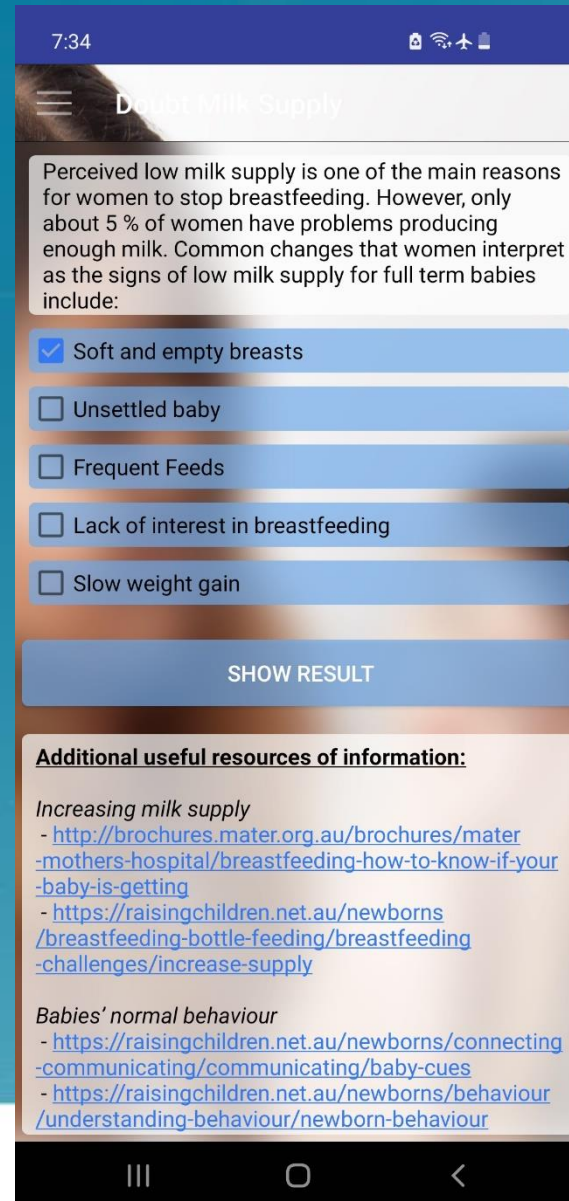 7:34
Doubt Milk Supply
Perceived low milk supply is one of the main reasons
for women to stop breastfeeding. However, only
about 5 % of women have problems producing
enough milk. Common changes that women interpret
as the signs of low milk supply for full term babies
include:
Soft and empty breasts
Unsettled baby
Frequent Feeds
Lack of interest in breastfeeding
Slow weight gain
SHOW RESULT
Additional useful resources of information:
Increasing milk supply
- http://brochures.mater.org.au/brochures/mater
-mothers-hospital/breastfeeding-how-to-know-if-your
-baby-is-getting
- https://raisingchildren.net.au/newborns
/breastfeeding-bottle-feeding/breastfeeding
-challenges/increase-supply
Babies’ normal behaviour
- https://raisingchildren.net.au/newborns/connecting
-communicating/communicating/baby-cues
- https://raisingchildren.net.au/newborns/behaviour
/understanding-behaviour/newborn-behaviour